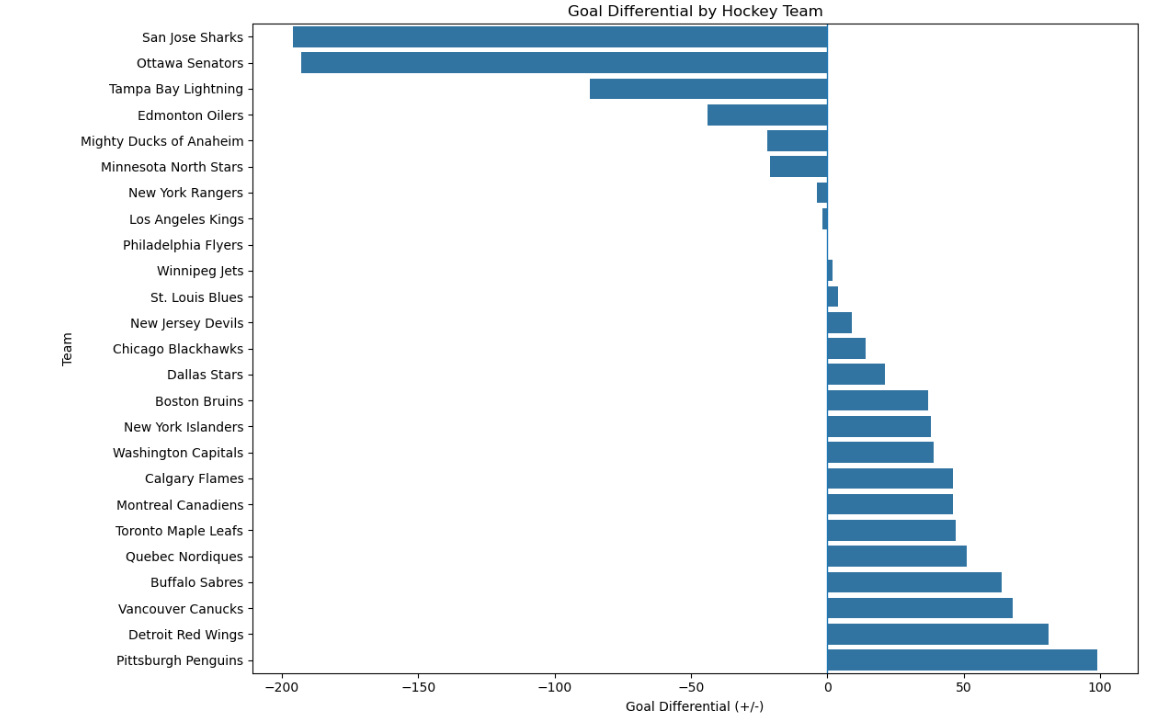 Goal Differential by Hockey Team
San Jose Sharks
Ottawa Senators
Tampa Bay Lightning
Edmonton Oilers
Mighty Ducks of Anaheim
Minnesota North Stars
New York Rangers
Los Angeles Kings
Philadelphia Flyers
Winnipeg Jets
St. Louis Blues
New Jersey Devils
Chicago Blackhawks
Dallas Stars
Boston Bruins
New York Islanders
Washington Capitals
Calgary Flames
Montreal Canadiens
Toronto Maple Leafs
Quebec Nordiques
Buffalo Sabres
Vancouver Canucks
Detroit Red Wings
Pittsburgh Penguins
Team
−200 −150 −100 −50 0 50 100
Goal Differential (+/-)